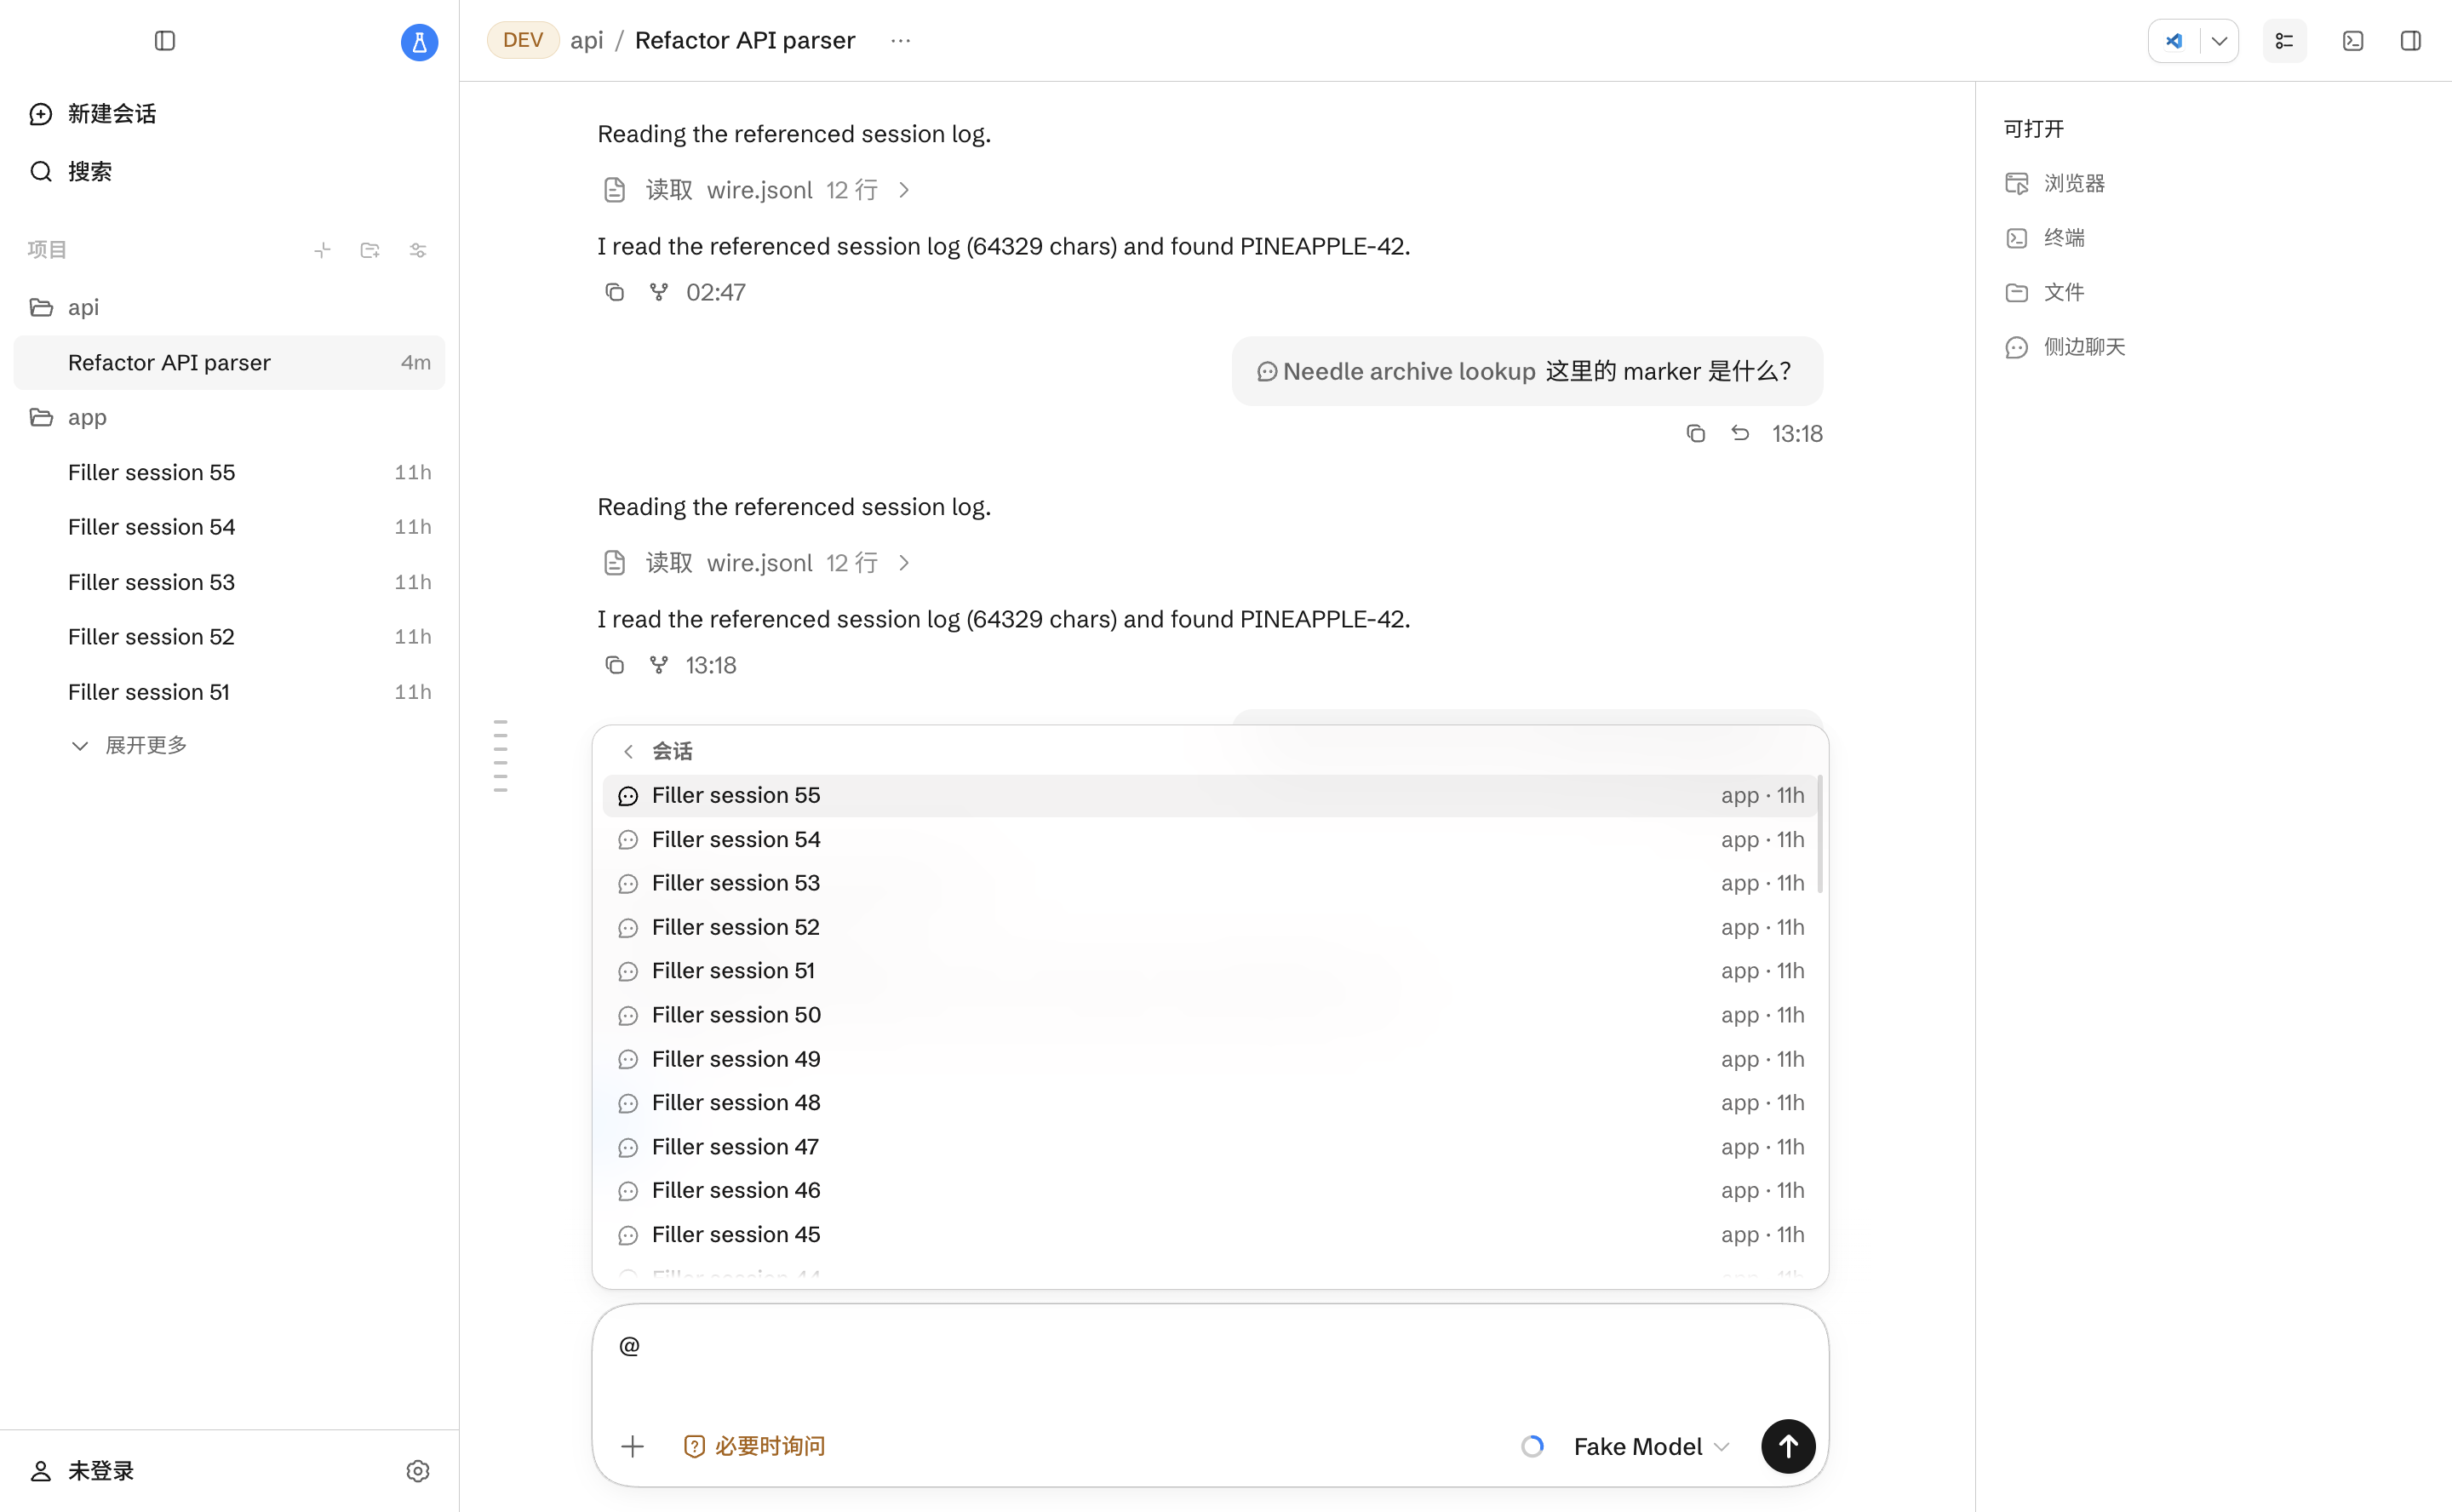 新建会话
搜索
项目
api
Refactor API parser 4m
app
Filler session 55 11h
Filler session 54 11h
Filler session 53 11h
Filler session 52 11h
Filler session 51 11h
展开更多
未登录
DEV api / Refactor API parser ···
Reading the referenced session log.
读取 wire.jsonl 12 行
I read the referenced session log (64329 chars) and found PINEAPPLE-42.
02:47
Needle archive lookup 这里的 marker 是什么?
13:18
Reading the referenced session log.
读取 wire.jsonl 12 行
I read the referenced session log (64329 chars) and found PINEAPPLE-42.
13:18
会话
Filler session 55 app · 11h
Filler session 54 app · 11h
Filler session 53 app · 11h
Filler session 52 app · 11h
Filler session 51 app · 11h
Filler session 50 app · 11h
Filler session 49 app · 11h
Filler session 48 app · 11h
Filler session 47 app · 11h
Filler session 46 app · 11h
Filler session 45 app · 11h
Filler session 44 app · 11h
@
必要时询问
Fake Model
可打开
浏览器
终端
文件
侧边聊天